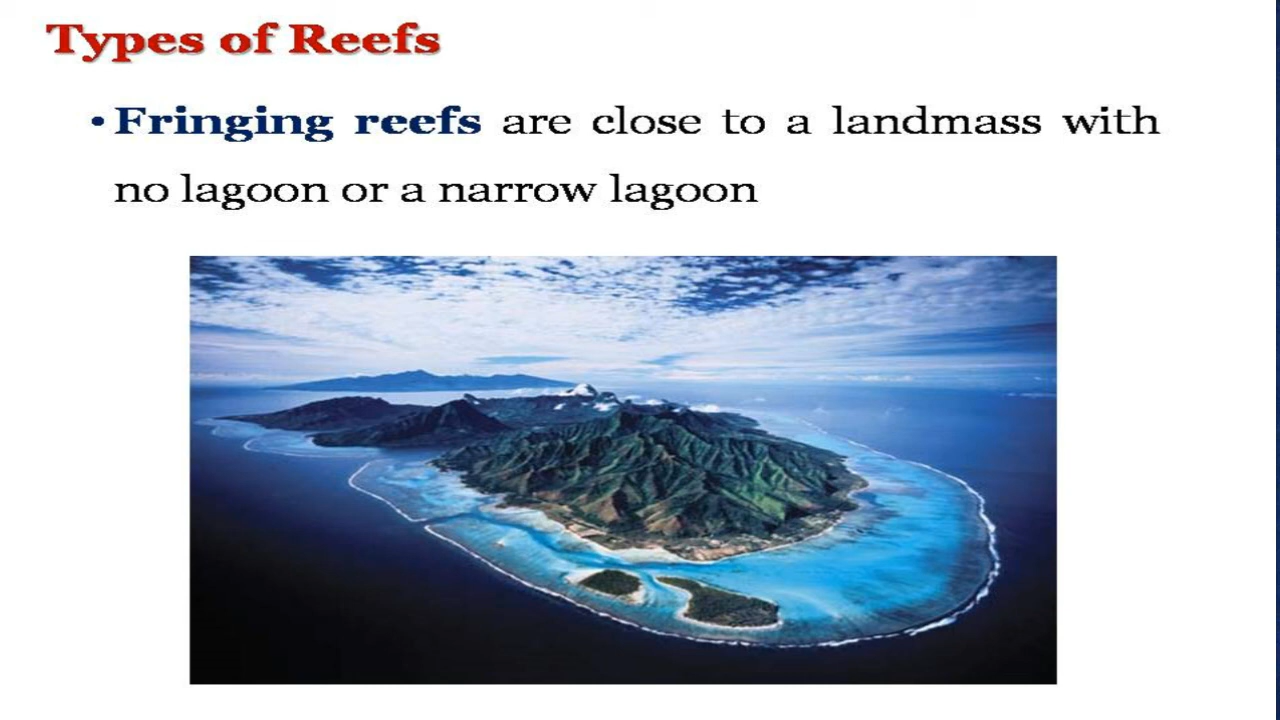 Types of Reefs
• Fringing reefs are close to a landmass with
no lagoon or a narrow lagoon